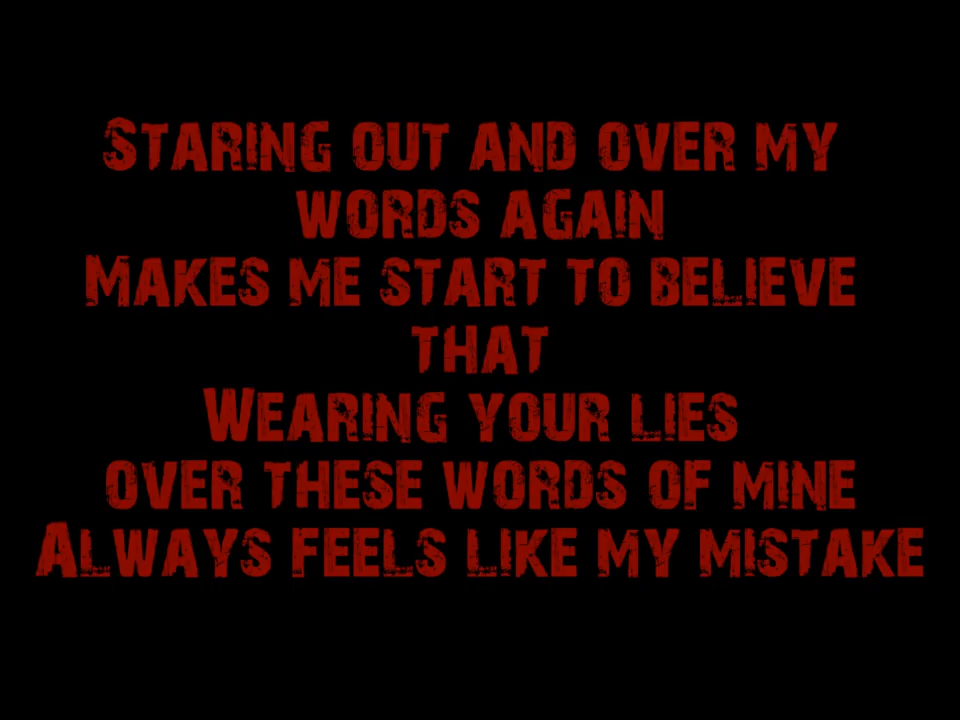 Staring out and over my
words again
Makes me start to believe
that
Wearing your lies
over these words of mine
Always feels like my mistake